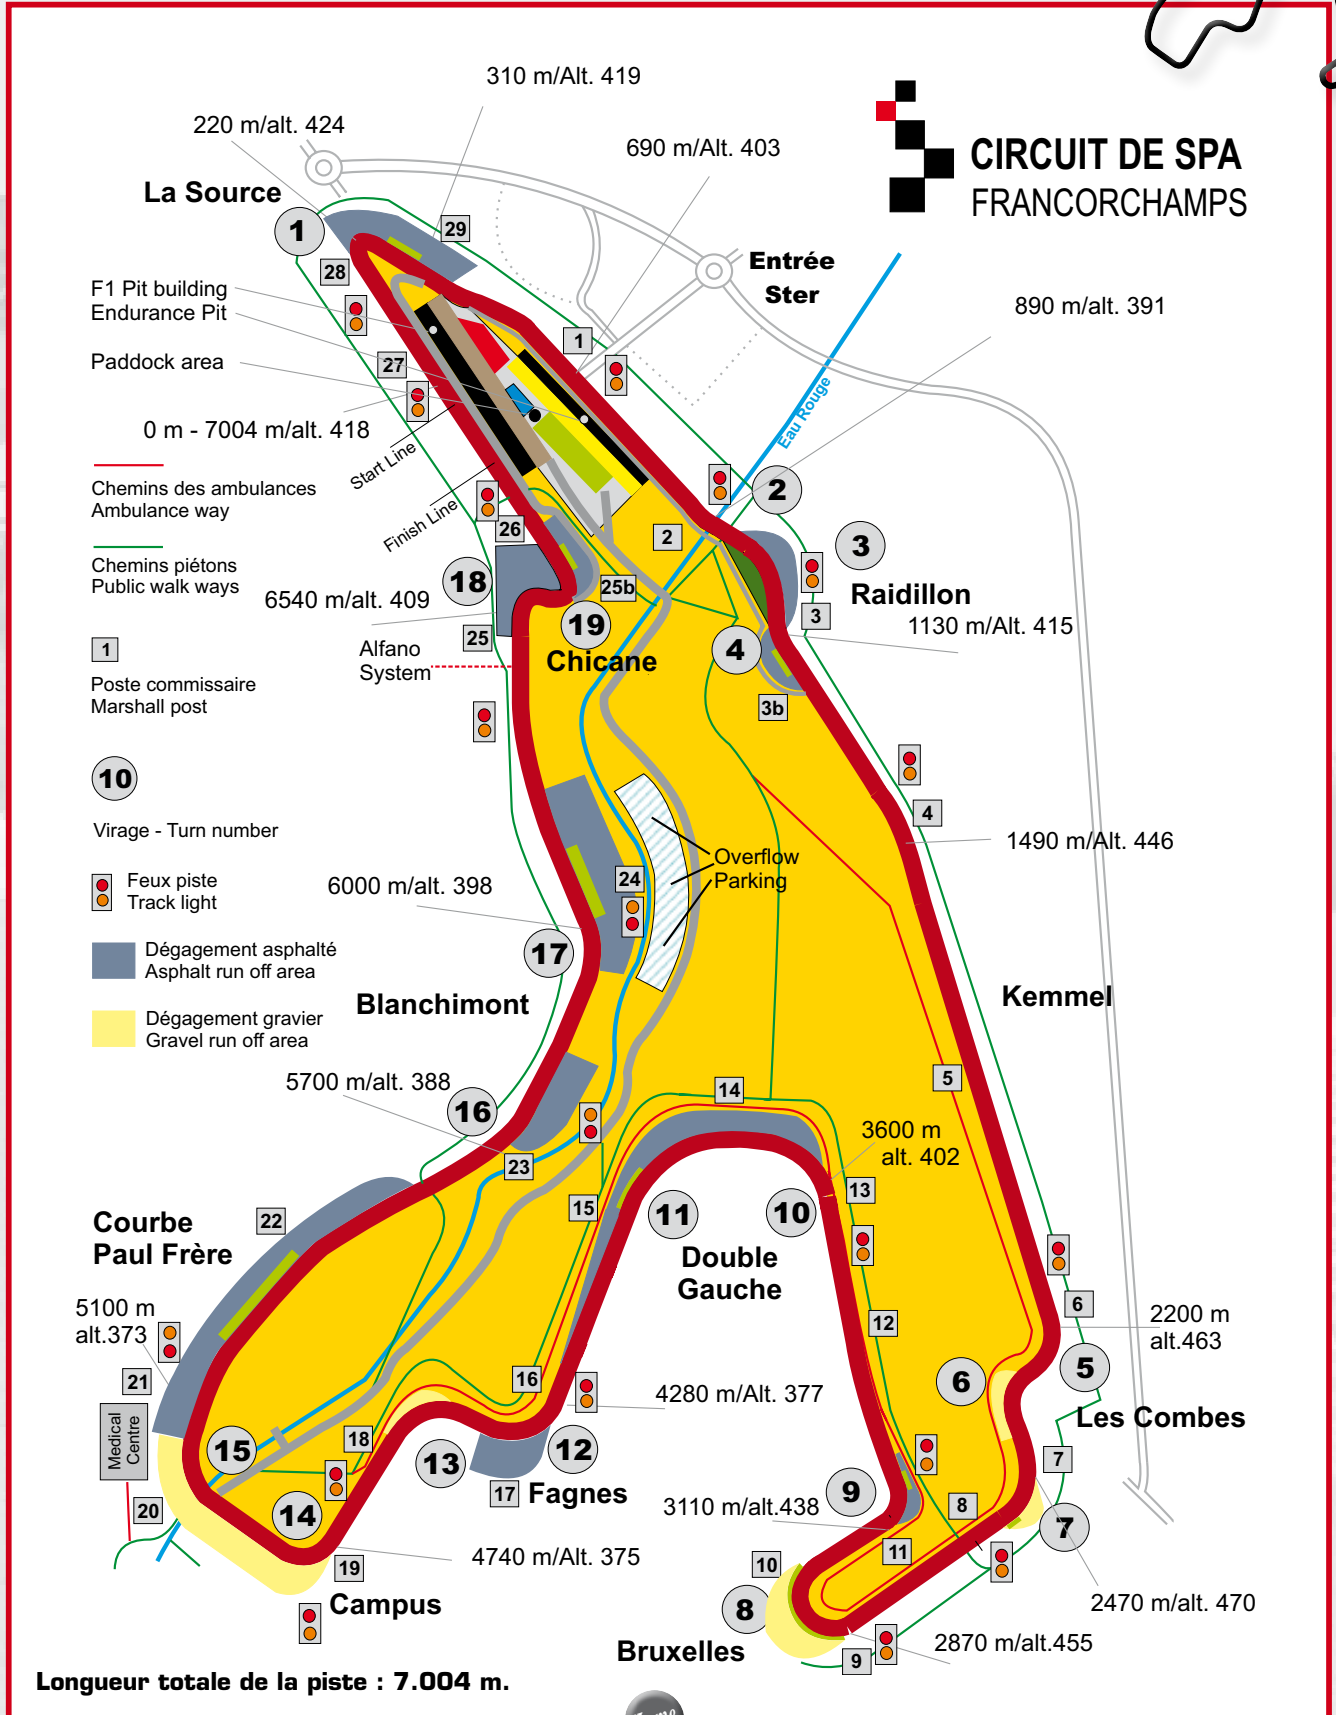 310 m/Alt. 419
220 m/alt. 424
690 m/Alt. 403
CIRCUIT DE SPA
FRANCORCHAMPS
La Source
1
29
28
Entrée
Ster
F1 Pit building
Endurance Pit
Paddock area
890 m/alt. 391
1
27
Eau Rouge
0 m - 7004 m/alt. 418
Start Line
Finish Line
Chemins des ambulances
Ambulance way
2
26
2
3
Chemins piétons
Public walk ways
18
25b
Raidillon
6540 m/alt. 409
3
1130 m/Alt. 415
19
25
4
Alfano
System
Chicane
1
Poste commissaire
Marshall post
3b
10
4
Virage - Turn number
1490 m/Alt. 446
Overflow
Parking
24
6000 m/alt. 398
Feux piste
Track light
17
Dégagement asphalté
Asphalt run off area
Kemmel
Blanchimont
Dégagement gravier
Gravel run off area
5700 m/alt. 388
5
14
16
3600 m
alt. 402
23
13
15
11
10
22
Courbe
Paul Frère
Double
Gauche
5100 m
alt.373
6
2200 m
alt.463
12
5
6
21
16
4280 m/Alt. 377
Les Combes
Medical
Centre
15
18
13
12
7
9
17
Fagnes
3110 m/alt.438
8
20
14
7
11
4740 m/Alt. 375
19
10
Campus
8
2470 m/alt. 470
Bruxelles
2870 m/alt.455
9
Longueur totale de la piste : 7.004 m.